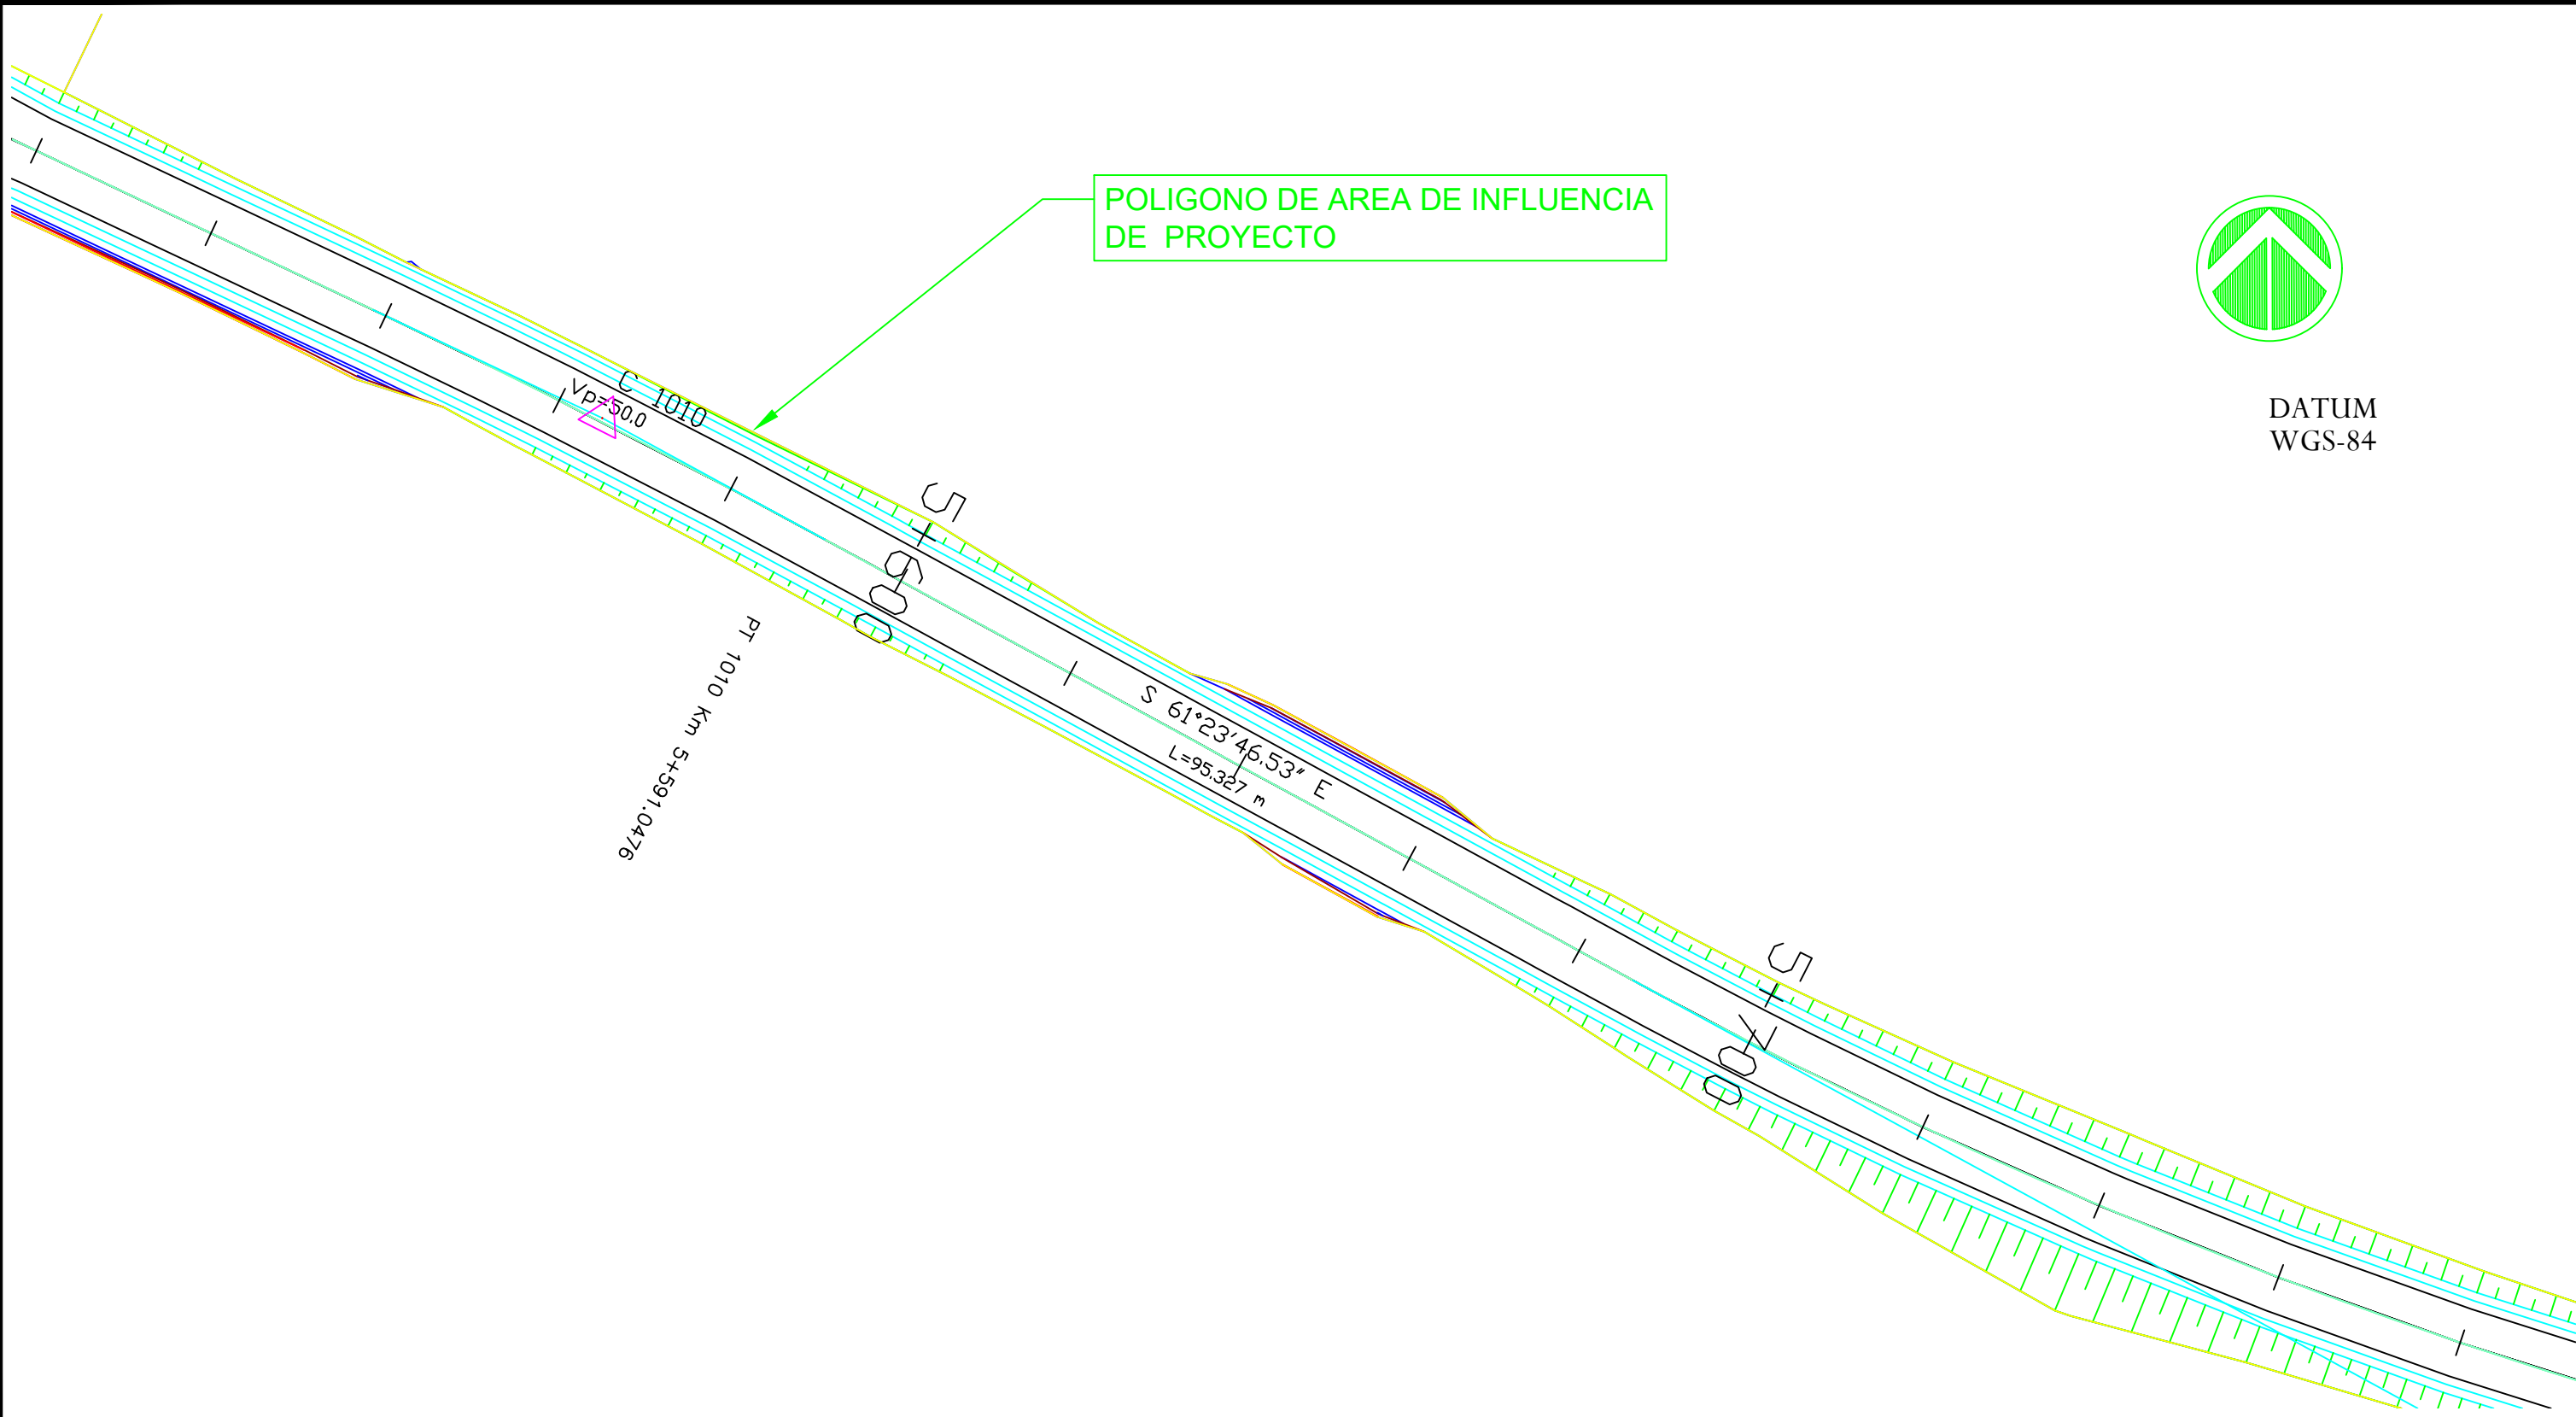 POLIGONO DE AREA DE INFLUENCIA
DE PROYECTO
DATUM
WGS-84
C 1010
Vp=50.0
5+600
PT 1010 Km 5+591.0476
S 61°23'46.53" E
L=95.327 m
5+700